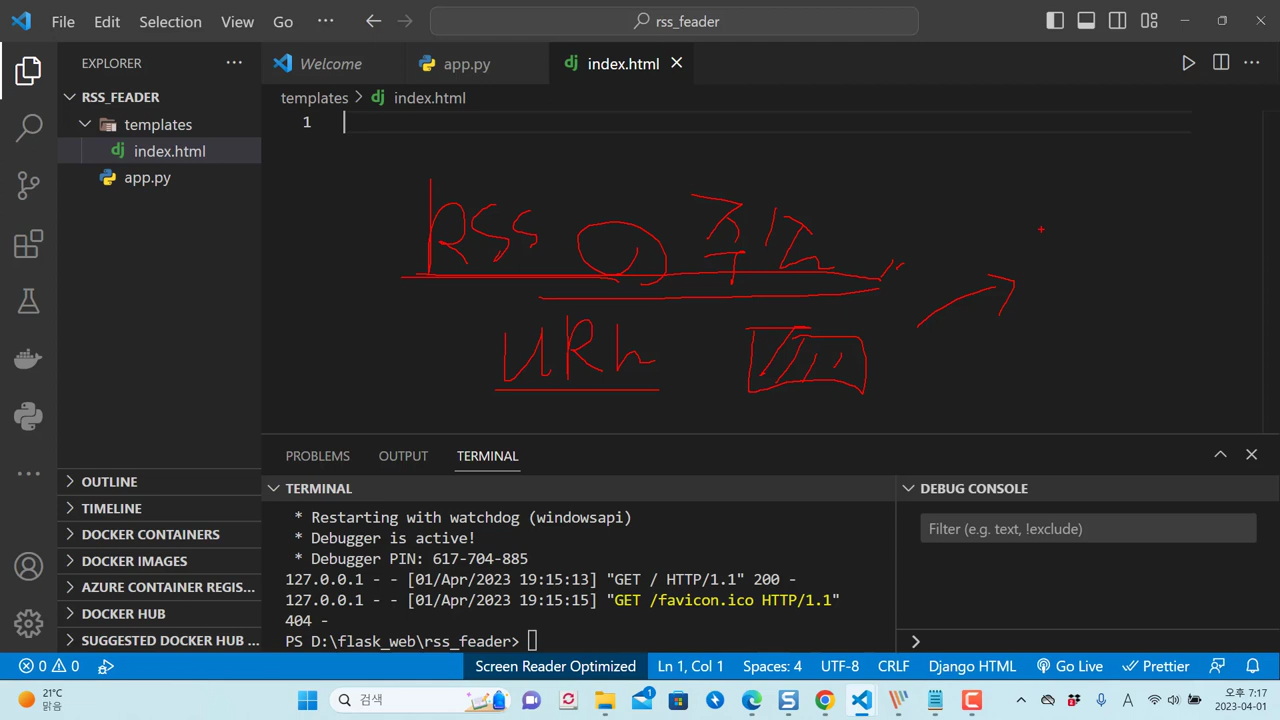 File Edit Selection View Go ··· rss_feader
EXPLORER ···
Welcome app.py index.html
RSS_FEADER
templates > index.html
templates
1
index.html
app.py
RSS
URL
PROBLEMS OUTPUT TERMINAL
TERMINAL
DEBUG CONSOLE
Filter (e.g. text, !exclude)
* Restarting with watchdog (windowsapi)
* Debugger is active!
* Debugger PIN: 617-704-885
127.0.0.1 - - [01/Apr/2023 19:15:13] "GET / HTTP/1.1" 200 -
127.0.0.1 - - [01/Apr/2023 19:15:15] "GET /favicon.ico HTTP/1.1"
404 -
PS D:\flask_web\rss_feader>
OUTLINE
TIMELINE
DOCKER CONTAINERS
DOCKER IMAGES
AZURE CONTAINER REGIS...
DOCKER HUB
SUGGESTED DOCKER HUB ...
0 0 Screen Reader Optimized Ln 1, Col 1 Spaces: 4 UTF-8 CRLF Django HTML Go Live Prettier
21°C
맑음
검색
1
A
오후 7:17
2023-04-01